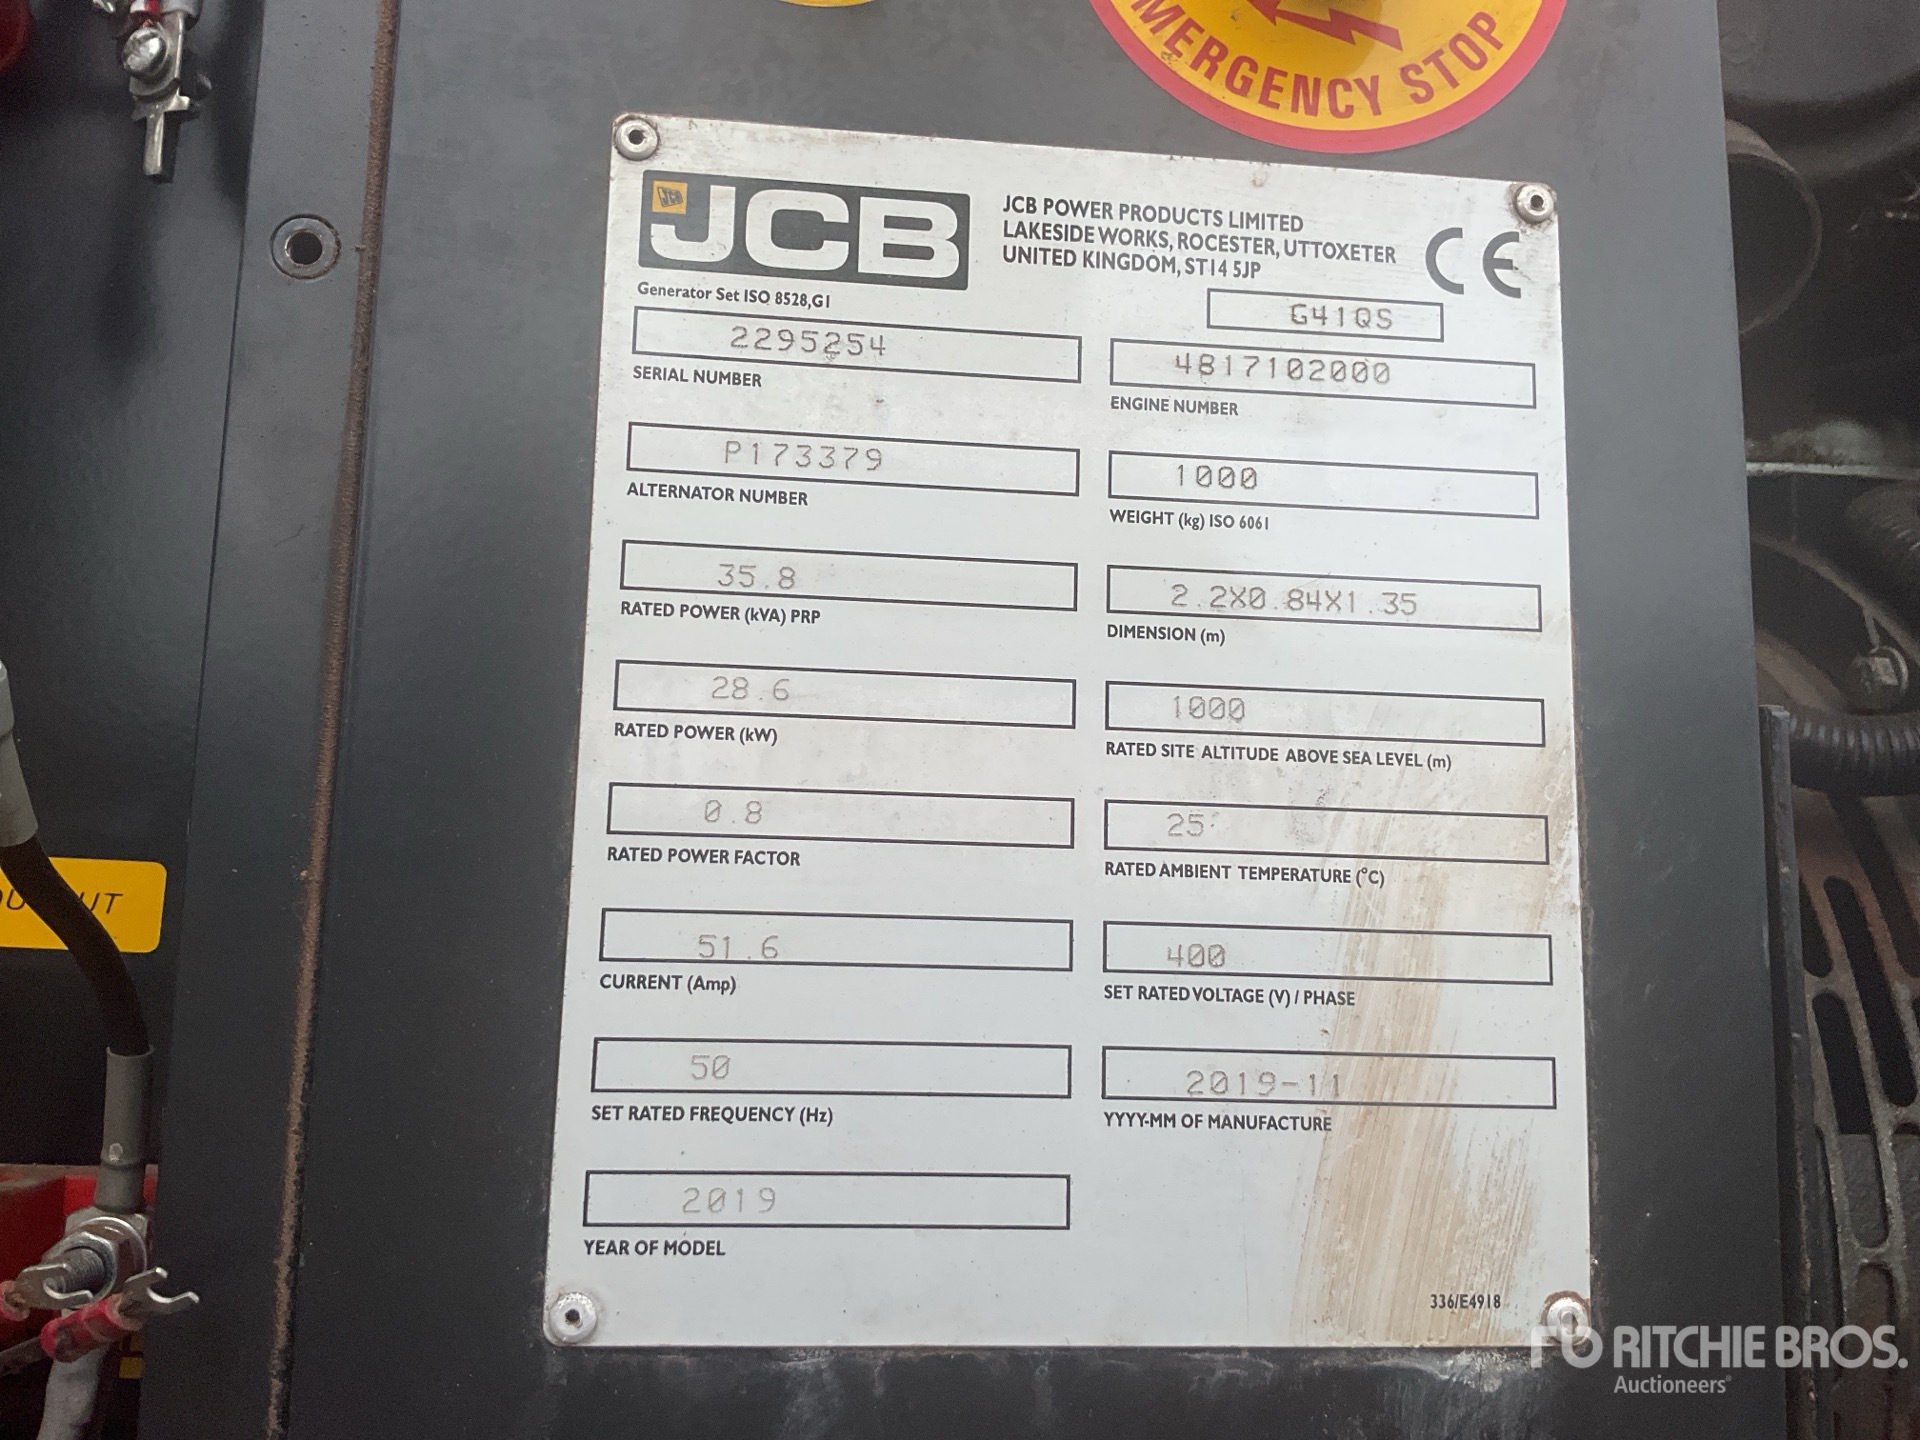 EMERGENCY STOP
JCB
JCB
JCB POWER PRODUCTS LIMITED
LAKESIDE WORKS, ROCESTER, UTTOXETER
UNITED KINGDOM, ST14 5JP
CE
Generator Set ISO 8528,G1
G41QS
2295254
SERIAL NUMBER
4817102000
ENGINE NUMBER
P173379
ALTERNATOR NUMBER
1000
WEIGHT (kg) ISO 6061
35.8
RATED POWER (kVA) PRP
2.2X0.84X1.35
DIMENSION (m)
28.6
RATED POWER (kW)
1000
RATED SITE ALTITUDE ABOVE SEA LEVEL (m)
0.8
RATED POWER FACTOR
25
RATED AMBIENT TEMPERATURE (°C)
51.6
CURRENT (Amp)
400
SET RATED VOLTAGE (V) / PHASE
50
SET RATED FREQUENCY (Hz)
2019-11
YYYY-MM OF MANUFACTURE
2019
YEAR OF MODEL
336/E4918
RITCHIE BROS.
Auctioneers